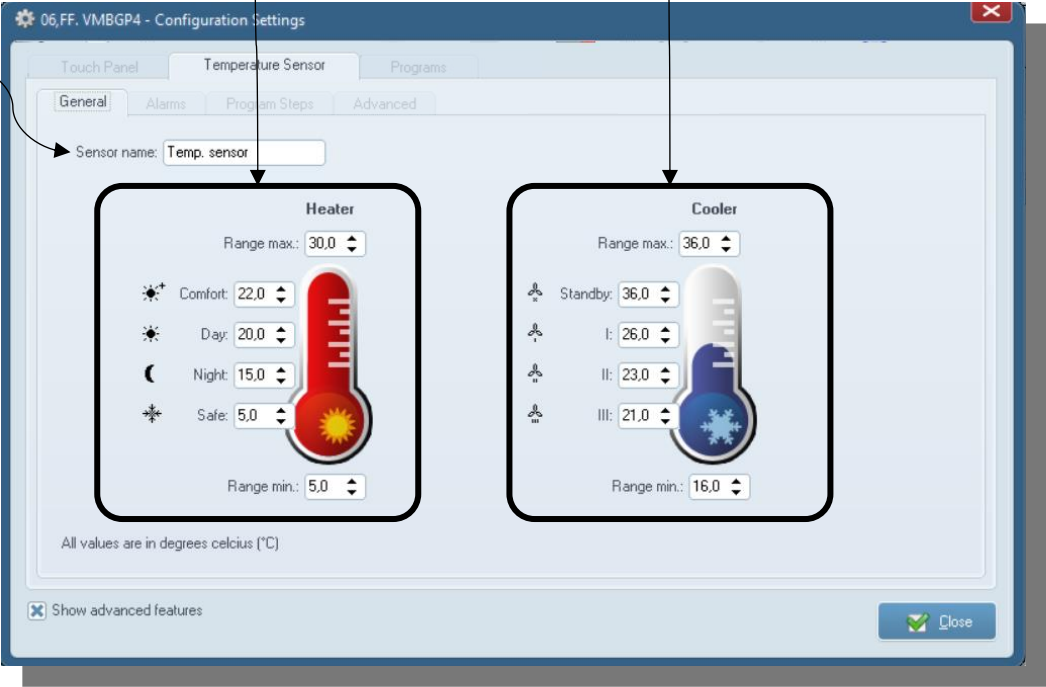 06,FF. VMBGP4 - Configuration Settings
Touch Panel Temperature Sensor Programs
General Alarms Program Steps Advanced
Sensor name: Temp. sensor
Heater
Range max.: 30,0
Comfort: 22,0
Day: 20,0
Night: 15,0
Safe: 5,0
Range min.: 5,0
Cooler
Range max.: 36,0
Standby: 36,0
I: 26,0
II: 23,0
III: 21,0
Range min.: 16,0
All values are in degrees celcius (°C)
Show advanced features
Close